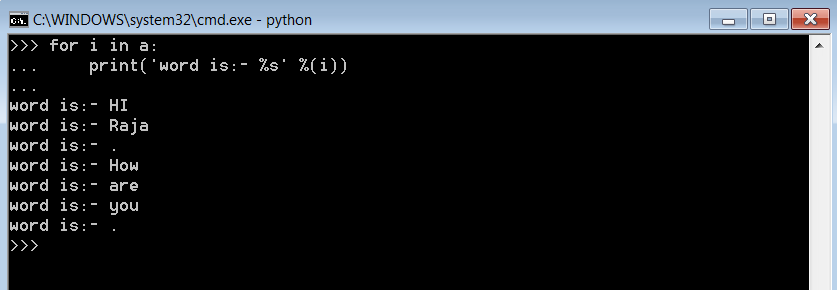 C:\WINDOWS\system32\cmd.exe - python
>>> for i in a:
...     print('word is:- %s' %(i))
...
word is:- HI
word is:- Raja
word is:- .
word is:- How
word is:- are
word is:- you
word is:- .
>>>